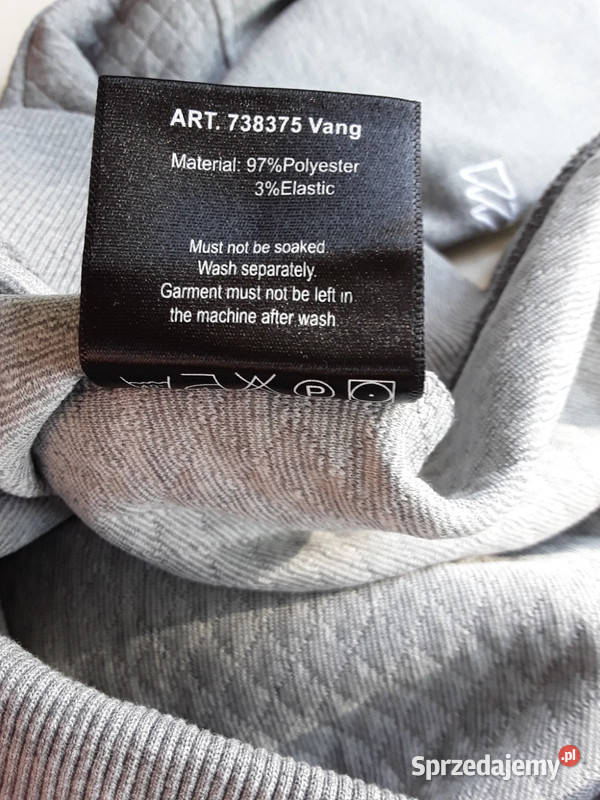 ART. 738375 Vang
Material: 97%Polyester
3%Elastic
Must not be soaked.
Wash separately.
Garment must not be left in
the machine after wash
P
Sprzedajemy.pl